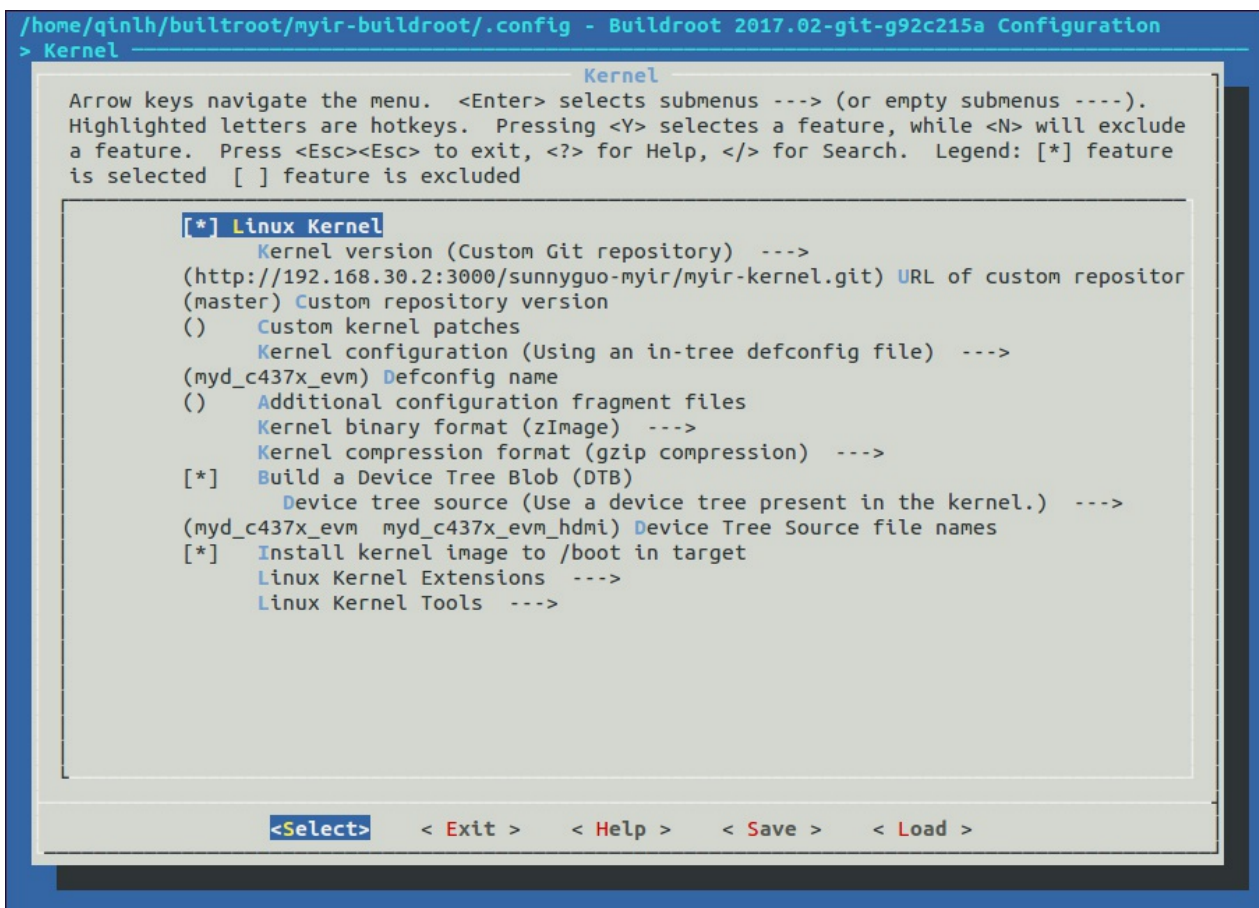 /home/qinlh/builtroot/myir-buildroot/.config - Buildroot 2017.02-git-g92c215a Configuration
> Kernel
Kernel
Arrow keys navigate the menu.  <Enter> selects submenus ---> (or empty submenus ----).
Highlighted letters are hotkeys.  Pressing <Y> selectes a feature, while <N> will exclude
a feature.  Press <Esc><Esc> to exit, <?> for Help, </> for Search.  Legend: [*] feature
is selected  [ ] feature is excluded
[*] Linux Kernel
Kernel version (Custom Git repository)  --->
(http://192.168.30.2:3000/sunnyguo-myir/myir-kernel.git) URL of custom repositor
(master) Custom repository version
()    Custom kernel patches
Kernel configuration (Using an in-tree defconfig file)  --->
(myd_c437x_evm) Defconfig name
()    Additional configuration fragment files
Kernel binary format (zImage)  --->
Kernel compression format (gzip compression)  --->
[*]   Build a Device Tree Blob (DTB)
Device tree source (Use a device tree present in the kernel.)  --->
(myd_c437x_evm  myd_c437x_evm_hdmi) Device Tree Source file names
[*]   Install kernel image to /boot in target
Linux Kernel Extensions  --->
Linux Kernel Tools  --->
<Select>    < Exit >    < Help >    < Save >    < Load >